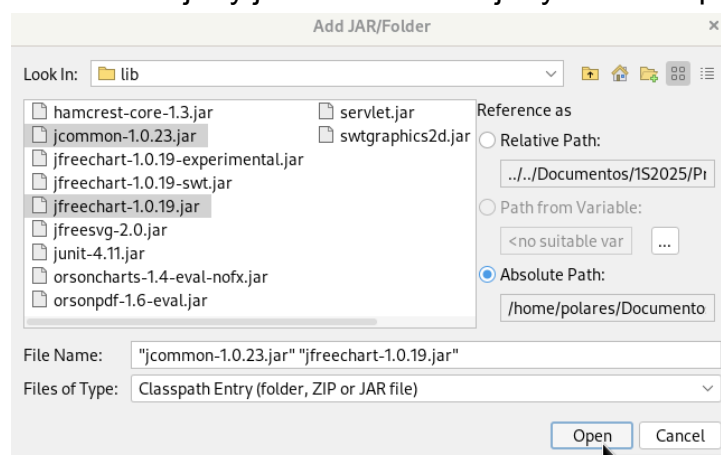 Add JAR/Folder
×
Look In: lib
hamcrest-core-1.3.jar
jcommon-1.0.23.jar
jfreechart-1.0.19-experimental.jar
jfreechart-1.0.19-swt.jar
jfreechart-1.0.19.jar
jfreesvg-2.0.jar
junit-4.11.jar
orsoncharts-1.4-eval-nofx.jar
orsonpdf-1.6-eval.jar
servlet.jar
swtgraphics2d.jar
Reference as
Relative Path:
../../Documentos/1S2025/Pr
Path from Variable:
<no suitable var
...
Absolute Path:
/home/polares/Documento
File Name: "jcommon-1.0.23.jar" "jfreechart-1.0.19.jar"
Files of Type: Classpath Entry (folder, ZIP or JAR file)
Open Cancel